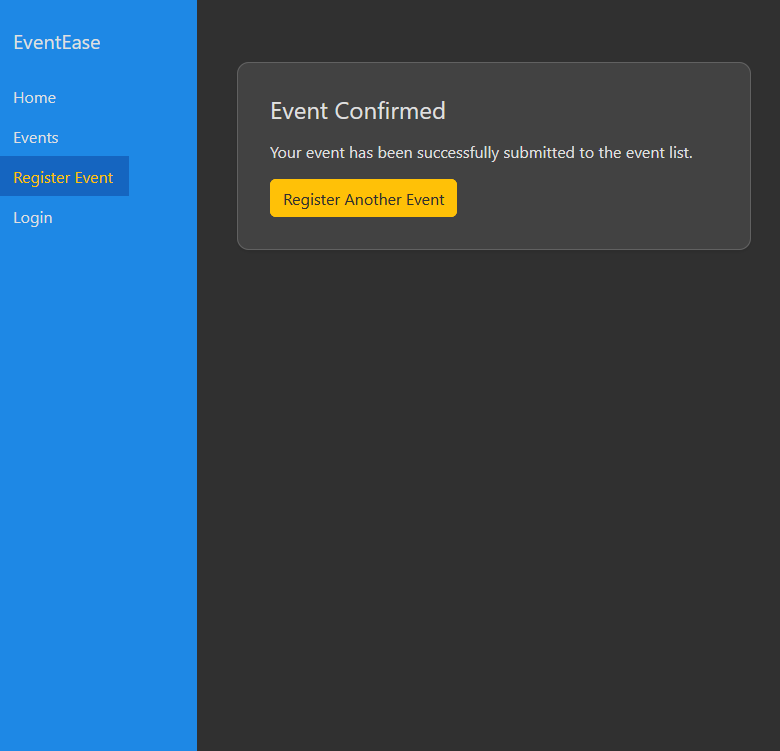 EventEase
Home
Events
Register Event
Login
Event Confirmed
Your event has been successfully submitted to the event list.
Register Another Event